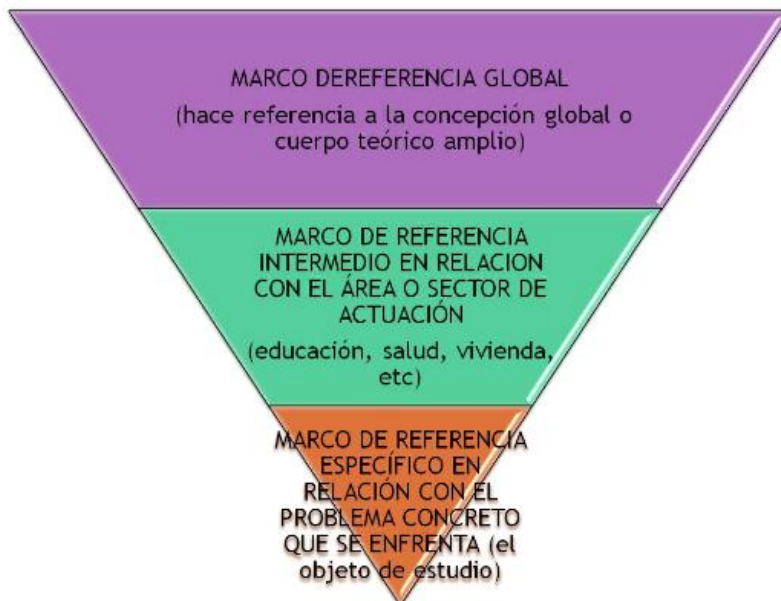 MARCO DEREFERENCIA GLOBAL
(hace referencia a la concepción global o
cuerpo teórico amplio)
MARCO DE REFERENCIA
INTERMEDIO EN RELACION
CON EL ÁREA O SECTOR DE
ACTUACIÓN
(educación, salud, vivienda,
etc)
MARCO DE REFERENCIA
ESPECÍFICO EN
RELACIÓN CON EL
PROBLEMA CONCRETO
QUE SE ENFRENTA (el
objeto de estudio)